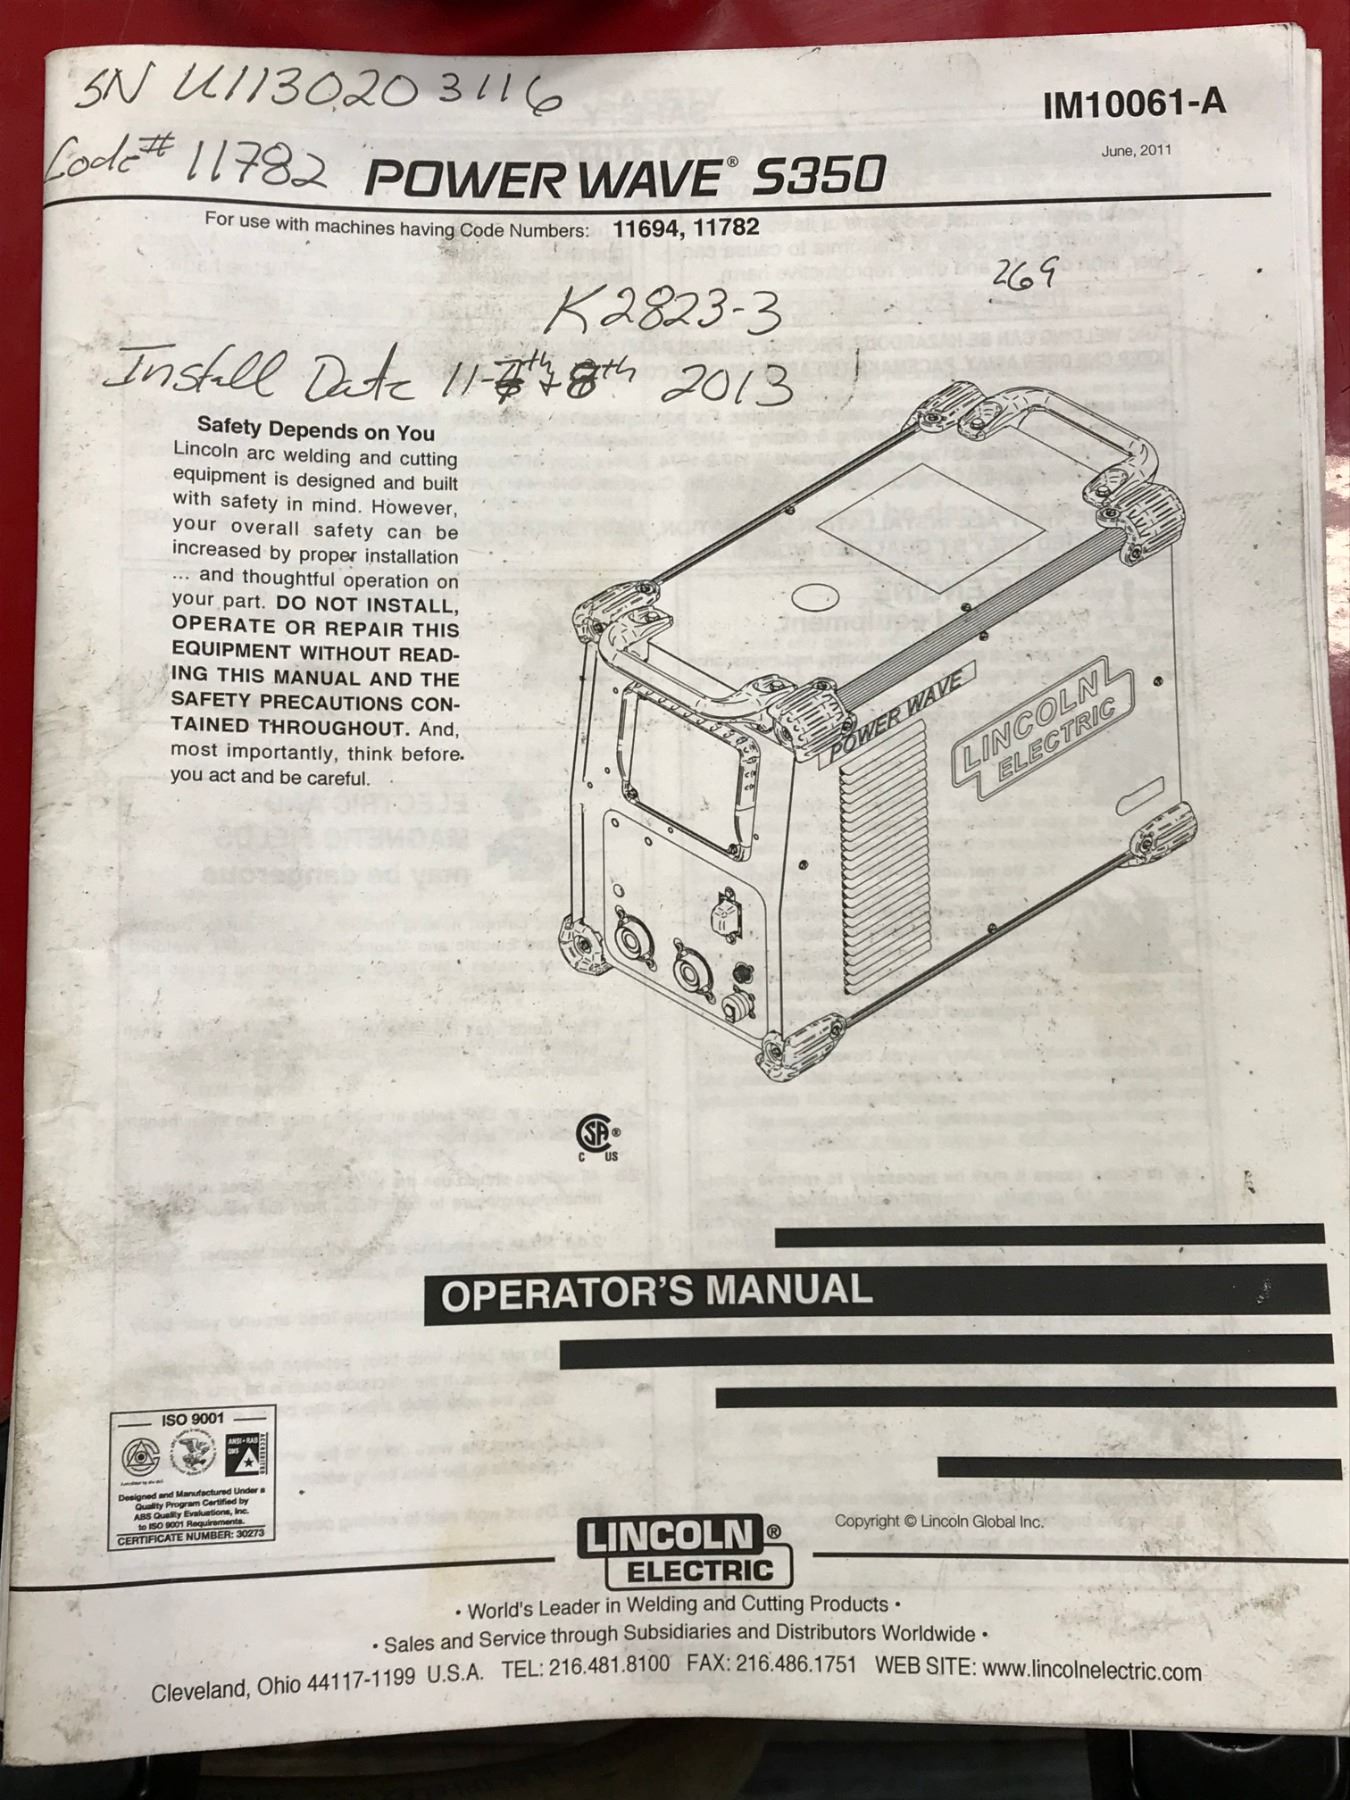 SN U1130203116
IM10061-A
June, 2011
Code# 11782
POWER WAVE® S350
For use with machines having Code Numbers: 11694, 11782
269
K2823-3
Install Date 11- 8th 2013
Safety Depends on You
Lincoln arc welding and cutting
equipment is designed and built
with safety in mind. However,
your overall safety can be
increased by proper installation
... and thoughtful operation on
your part. DO NOT INSTALL,
OPERATE OR REPAIR THIS
EQUIPMENT WITHOUT READ-
ING THIS MANUAL AND THE
SAFETY PRECAUTIONS CON-
TAINED THROUGHOUT. And,
most importantly, think before
you act and be careful.
POWER WAVE
LINCOLN
ELECTRIC
SA®
C US
OPERATOR'S MANUAL
ISO 9001
ANSI • RAB
QMS
ACCREDITED
Designed and Manufactured Under a
Quality Program Certified by
ABS Quality Evaluations, Inc.
to ISO 9001 Requirements.
CERTIFICATE NUMBER: 30273
Copyright © Lincoln Global Inc.
LINCOLN®
ELECTRIC
• World's Leader in Welding and Cutting Products •
• Sales and Service through Subsidiaries and Distributors Worldwide •
Cleveland, Ohio 44117-1199 U.S.A. TEL: 216.481.8100 FAX: 216.486.1751 WEB SITE: www.lincolnelectric.com